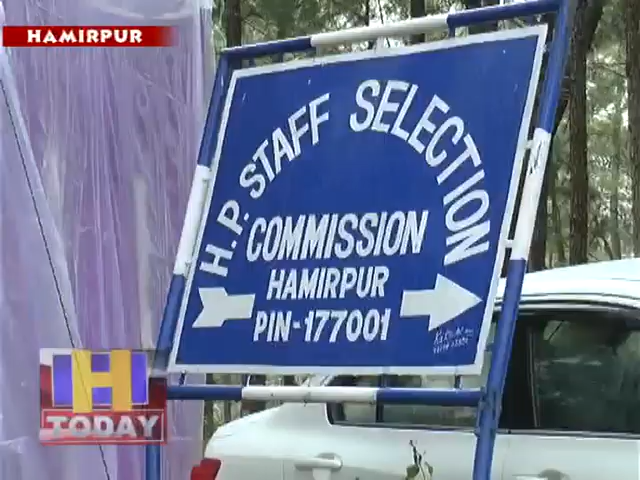 HAMIRPUR
H.P. STAFF SELECTION
COMMISSION
HAMIRPUR
PIN-177001
H
TODAY